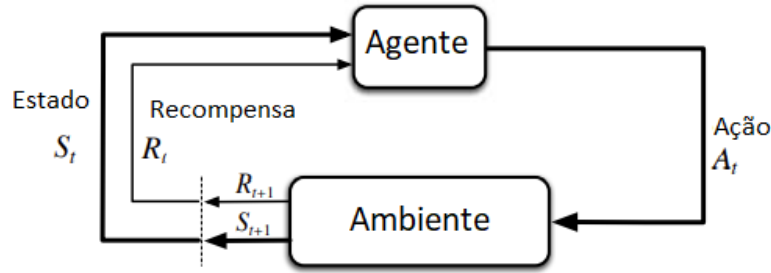 Agente
Estado
S_t
Recompensa
R_t
Ação
A_t
R_{t+1}
S_{t+1}
Ambiente